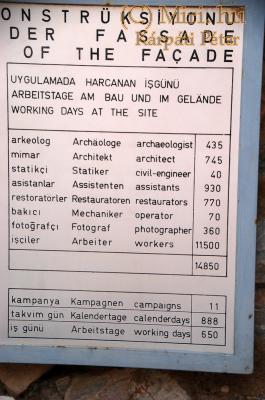 ONSTRÜKSIYONU
DER FASSADE
OF THE FAÇADE
UYGULAMADA HARCANAN İŞGÜNÜ
ARBEITSTAGE AM BAU UND IM GELÄNDE
WORKING DAYS AT THE SITE
arkeolog Archäologe archaeologist 435
mimar Architekt architect 745
statikçi Statiker civil-engineer 40
asistanlar Assistenten assistants 930
restoratörler Restauratoren restaurators 770
bakıcı Mechaniker operator 70
fotoğrafçı Fotograf photographer 360
işçiler Arbeiter workers 11500
14850
kampanya Kampagnen campaigns 11
takvim gün Kalendertage calenderdays 888
iş günü Arbeitstage working days 650
Kárpáti Péter